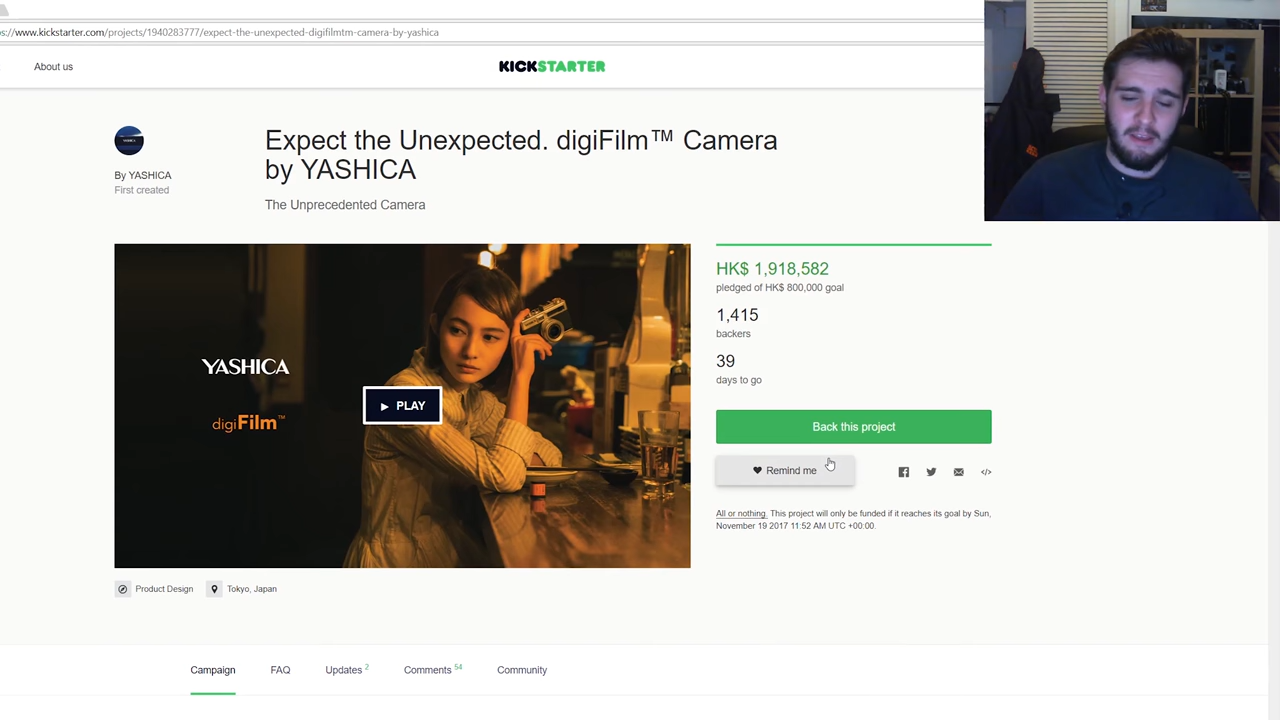 s://www.kickstarter.com/projects/1940283777/expect-the-unexpected-digifilmtm-camera-by-yashica
About us
KICKSTARTER
By YASHICA
First created
Expect the Unexpected. digiFilm™ Camera
by YASHICA
The Unprecedented Camera
YASHICA
digiFilm™
PLAY
HK$ 1,918,582
pledged of HK$ 800,000 goal
1,415
backers
39
days to go
Back this project
Remind me
All or nothing. This project will only be funded if it reaches its goal by Sun,
November 19 2017 11:52 AM UTC +00:00.
Product Design
Tokyo, Japan
Campaign
FAQ
Updates 2
Comments 54
Community